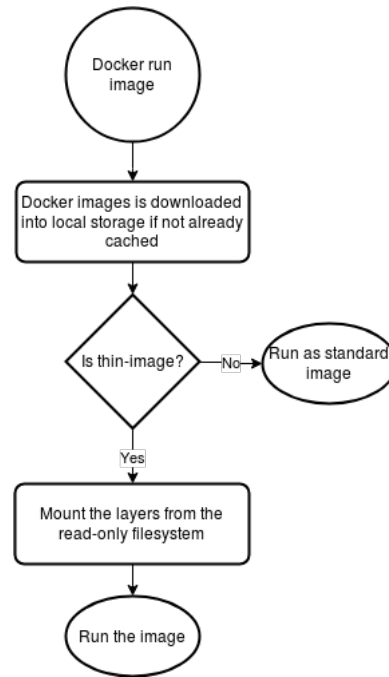 Docker run
image
Docker images is downloaded
into local storage if not already
cached
Is thin-image?
No
Run as standard
image
Yes
Mount the layers from the
read-only filesystem
Run the image